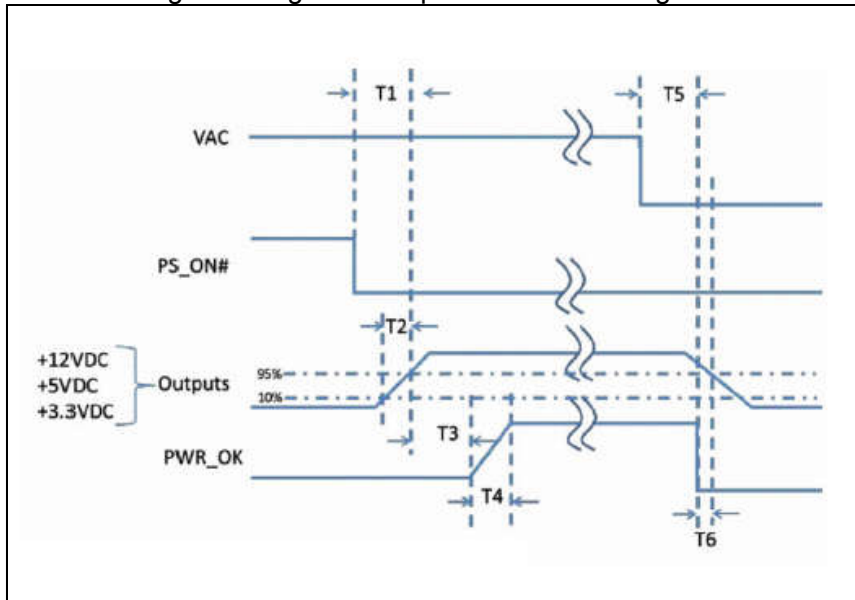 T1
T5
VAC
PS_ON#
T2
+12VDC
+5VDC
+3.3VDC
Outputs
95%
10%
T3
PWR_OK
T4
T6